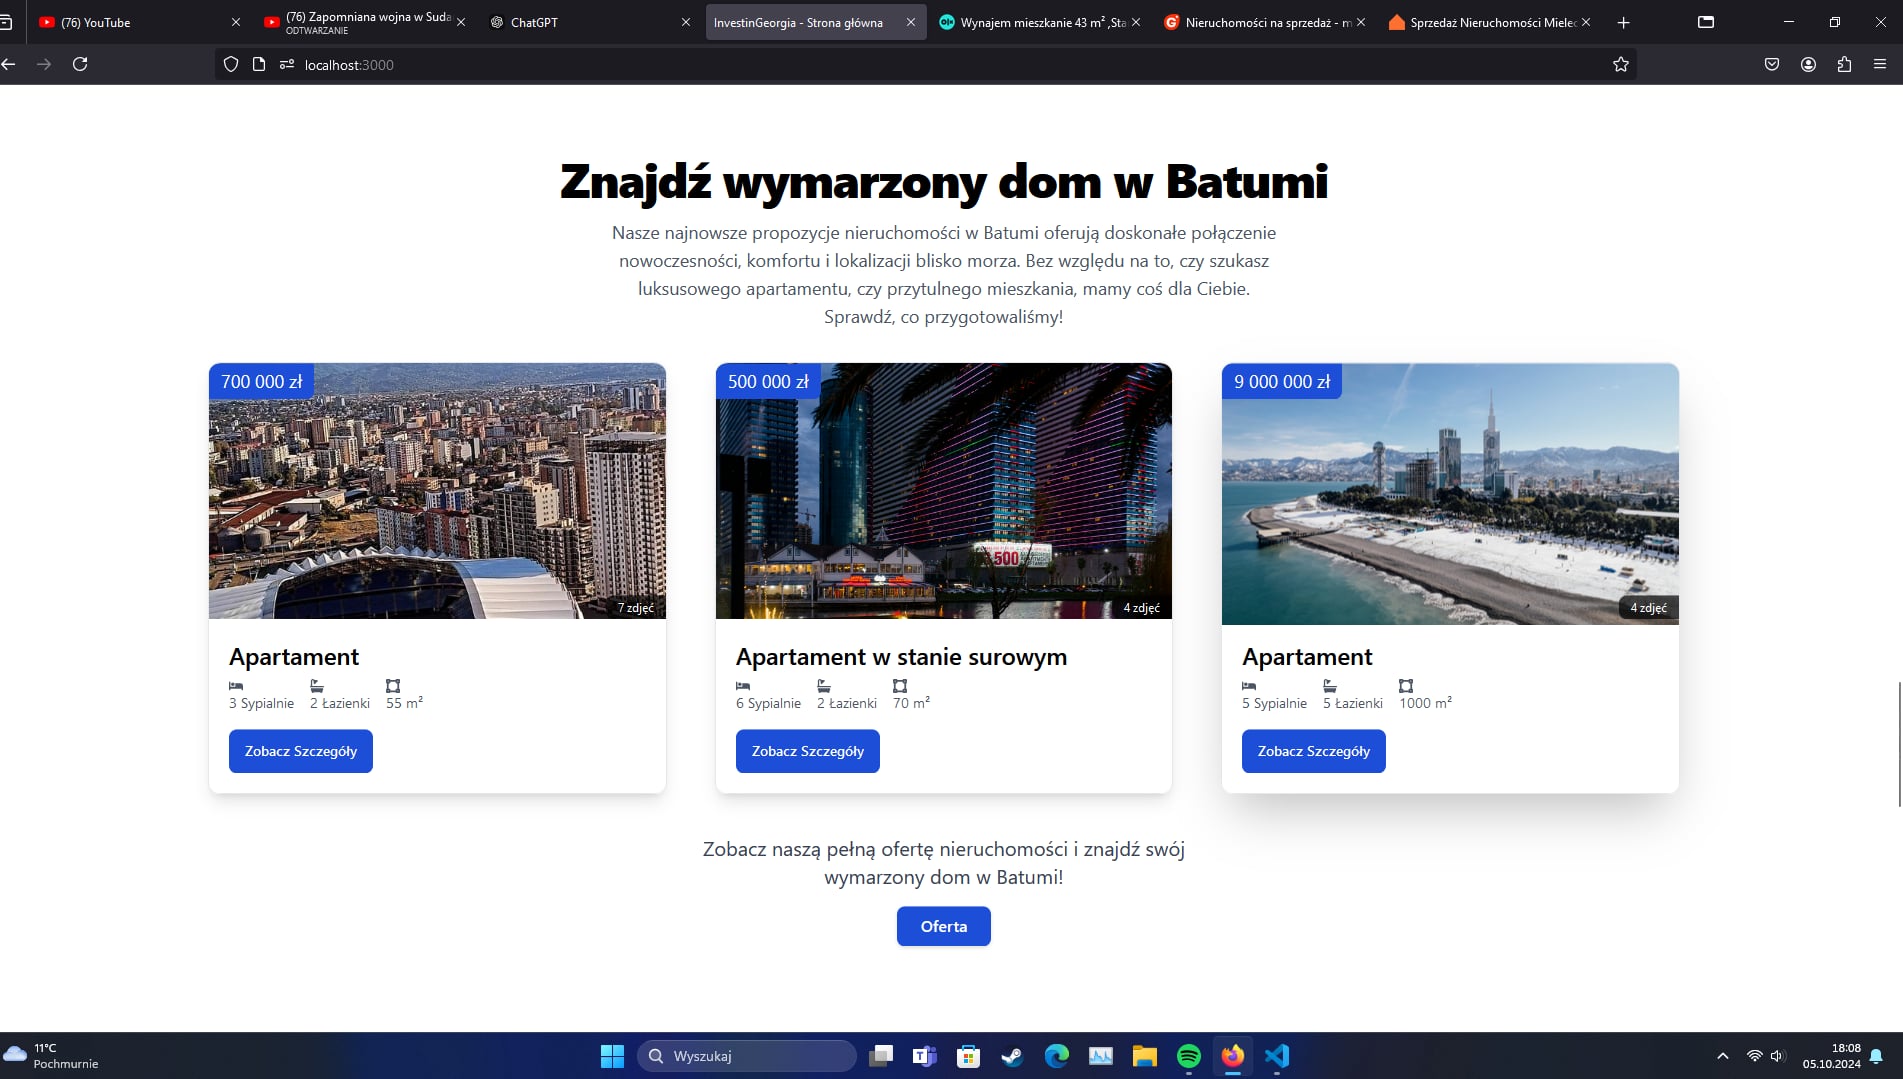 (76) YouTube
(76) Zapomniana wojna w Suda
ODTWARZANIE
ChatGPT
InvestinGeorgia - Strona główna
Wynajem mieszkanie 43 m² ,Sta
Nieruchomości na sprzedaż - m
Sprzedaż Nieruchomości Mielec
localhost:3000
Znajdź wymarzony dom w Batumi
Nasze najnowsze propozycje nieruchomości w Batumi oferują doskonałe połączenie
nowoczesności, komfortu i lokalizacji blisko morza. Bez względu na to, czy szukasz
luksusowego apartamentu, czy przytulnego mieszkania, mamy coś dla Ciebie.
Sprawdź, co przygotowaliśmy!
700 000 zł
7 zdjęć
Apartament
3 Sypialnie 2 Łazienki 55 m²
Zobacz Szczegóły
500 000 zł
500
4 zdjęć
Apartament w stanie surowym
6 Sypialnie 2 Łazienki 70 m²
Zobacz Szczegóły
9 000 000 zł
4 zdjęć
Apartament
5 Sypialnie 5 Łazienki 1000 m²
Zobacz Szczegóły
Zobacz naszą pełną ofertę nieruchomości i znajdź swój
wymarzony dom w Batumi!
Oferta
11°C
Pochmurnie
Wyszukaj
18:08
05.10.2024